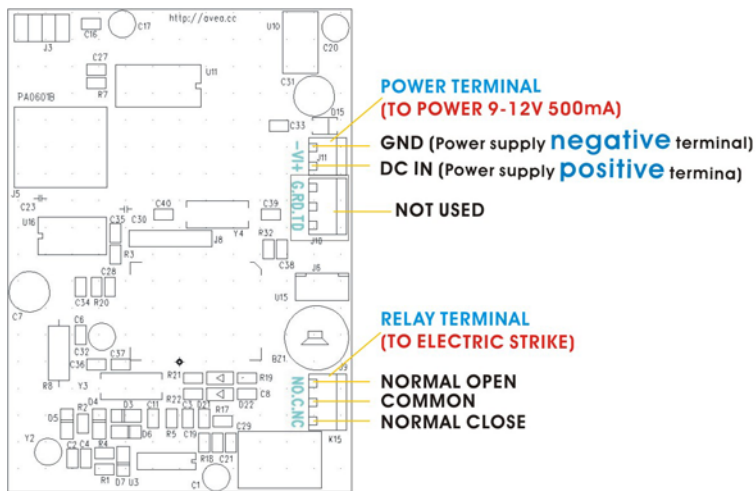 http://avea.cc
J3
C16
C17
U10
C20
C27
R7
U11
C31
PA0601B
C33
D15
POWER TERMINAL
(TO POWER 9-12V 500mA)
−VI+
J11
GND (Power supply negative terminal)
DC IN (Power supply positive termina)
G.RD.TD
J10
NOT USED
J5
C23
C30
C40
C39
U16
C35
R3
J8
Y4
R32
C38
C28
J6
U15
C7
C34
R20
C6
C32
C36
C37
R8
Y3
BZ1
RELAY TERMINAL
(TO ELECTRIC STRIKE)
R21
R19
R22
C8
NO.C.NC
NORMAL OPEN
COMMON
NORMAL CLOSE
K15
D5
R2
D4
D3
C11
C3
D21
R17
D22
D6
R5
C19
C29
Y2
C2
C4
R4
R1
D7
U3
R18
C21
C1